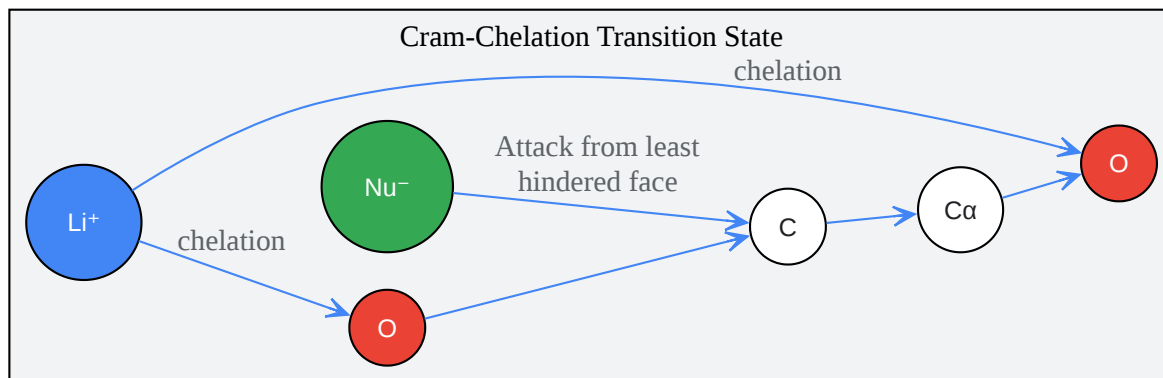 Cram-Chelation Transition State
chelation
Attack from least
hindered face
O
Nu⁻
Cα
Li⁺
C
chelation
O